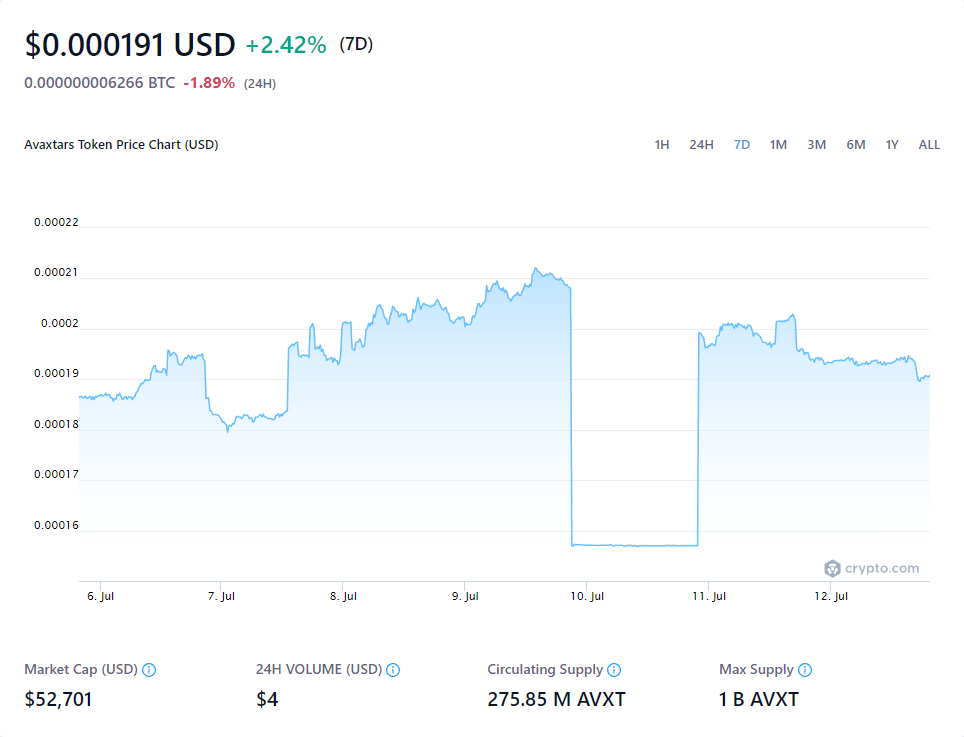 $0.000191 USD +2.42% (7D)
0.000000006266 BTC -1.89% (24H)
Avaxtars Token Price Chart (USD) 1H 24H 7D 1M 3M 6M 1Y ALL
0.00022
0.00021
0.0002
0.00019
0.00018
0.00017
0.00016
crypto.com
6. Jul 7. Jul 8. Jul 9. Jul 10. Jul 11. Jul 12. Jul
Market Cap (USD) 24H VOLUME (USD) Circulating Supply Max Supply
$52,701 $4 275.85 M AVXT 1 B AVXT